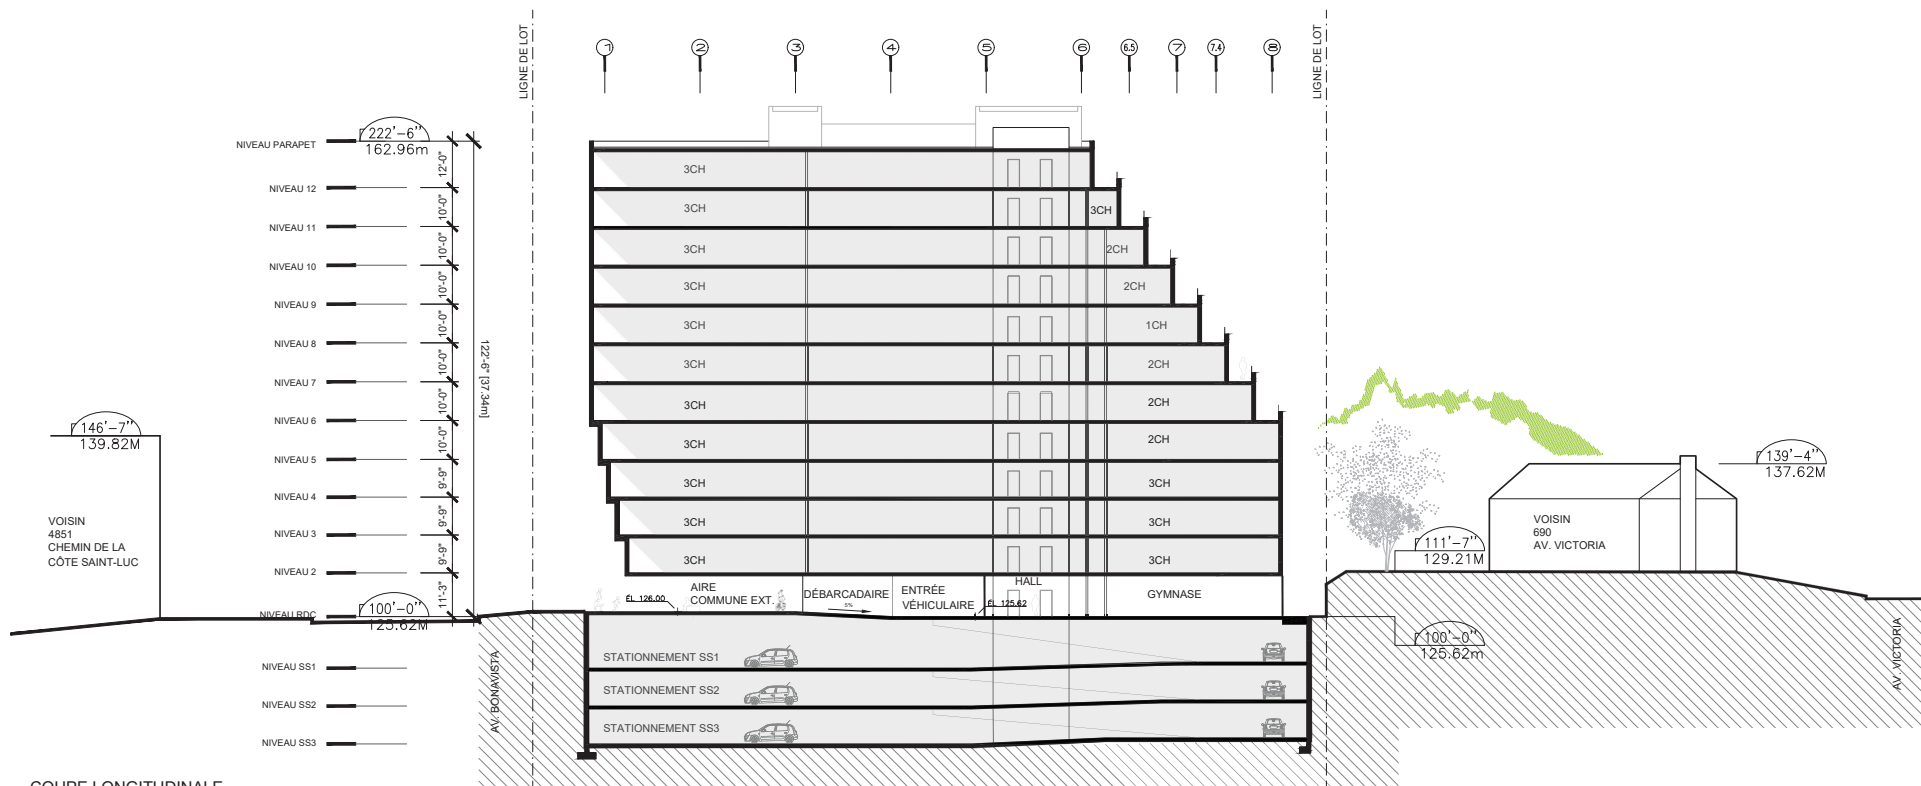 LIGNE DE LOT
1
2
3
4
5
6
6.5
7
7.4
8
LIGNE DE LOT
NIVEAU PARAPET
222'-6''
162.96m
12'-0"
NIVEAU 12
10'-0"
NIVEAU 11
10'-0"
NIVEAU 10
10'-0"
NIVEAU 9
10'-0"
NIVEAU 8
10'-0"
NIVEAU 7
10'-0"
NIVEAU 6
10'-0"
NIVEAU 5
9'-9"
NIVEAU 4
9'-9"
NIVEAU 3
9'-9"
NIVEAU 2
11'-3"
NIVEAU RDC
100'-0''
125.62M
NIVEAU SS1
NIVEAU SS2
NIVEAU SS3
122'-6" [37.34m]
146'-7''
139.82M
VOISIN
4851
CHEMIN DE LA
CÔTE SAINT-LUC
3CH
3CH
3CH
3CH
2CH
3CH
2CH
3CH
1CH
3CH
2CH
3CH
2CH
3CH
2CH
3CH
3CH
3CH
3CH
3CH
3CH
ÉL 126.00
AIRE
COMMUNE EXT.
DÉBARCADAIRE
5%
ENTRÉE
VÉHICULAIRE
HALL
ÉL 125.62
GYMNASE
STATIONNEMENT SS1
STATIONNEMENT SS2
STATIONNEMENT SS3
AV. BONAVISTA
139'-4''
137.62M
VOISIN
690
AV. VICTORIA
111'-7''
129.21M
100'-0''
125.62m
AV. VICTORIA
COUPE LONGITUDINALE